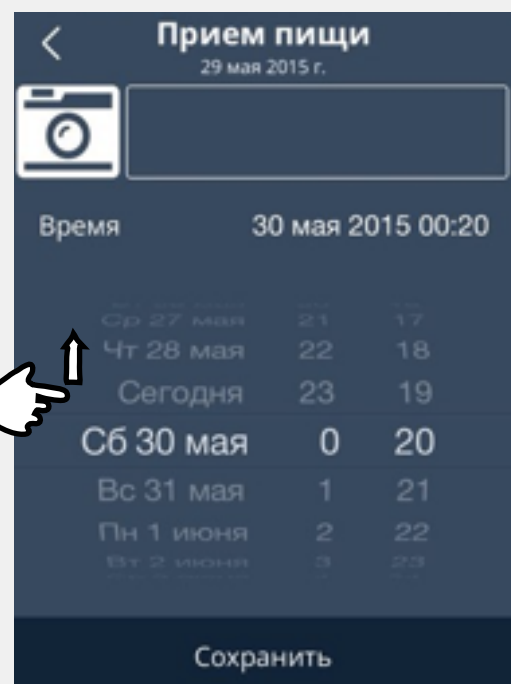 Прием пищи
29 мая 2015 г.
Время 30 мая 2015 00:20
Ср 27 мая 21 17
Чт 28 мая 22 18
Сегодня 23 19
Сб 30 мая 0 20
Вс 31 мая 1 21
Пн 1 июня 2 22
Вт 2 июня 3 23
Сохранить